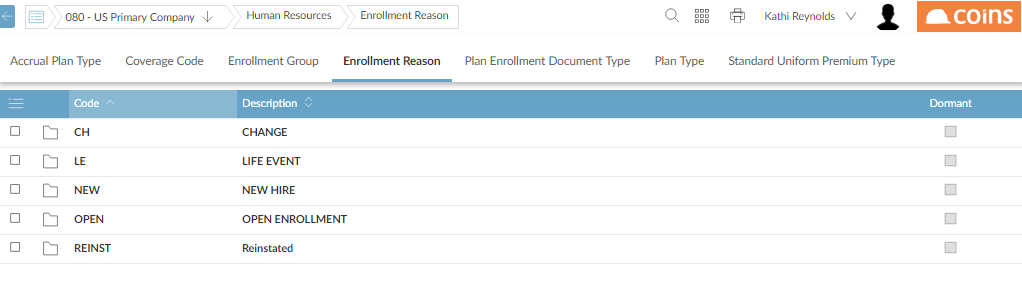 080 - US Primary Company Human Resources Enrollment Reason Kathi Reynolds coins
Accrual Plan Type Coverage Code Enrollment Group Enrollment Reason Plan Enrollment Document Type Plan Type Standard Uniform Premium Type
Code Description Dormant
CH CHANGE
LE LIFE EVENT
NEW NEW HIRE
OPEN OPEN ENROLLMENT
REINST Reinstated